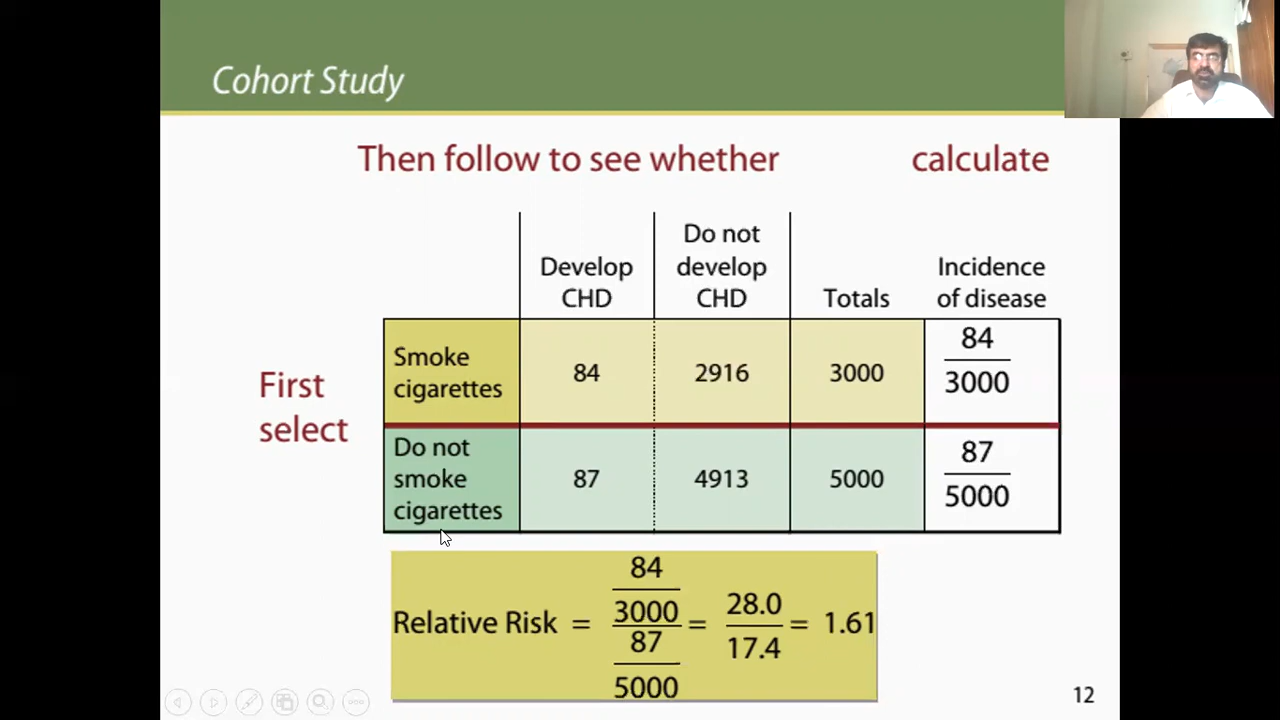 Cohort Study
Then follow to see whether
calculate
Develop
CHD
Do not
develop
CHD
Totals
Incidence
of disease
First
select
Smoke
cigarettes
84
2916
3000
84
3000
Do not
smoke
cigarettes
87
4913
5000
87
5000
Relative Risk = 84/3000 / 87/5000 = 28.0/17.4 = 1.61
12